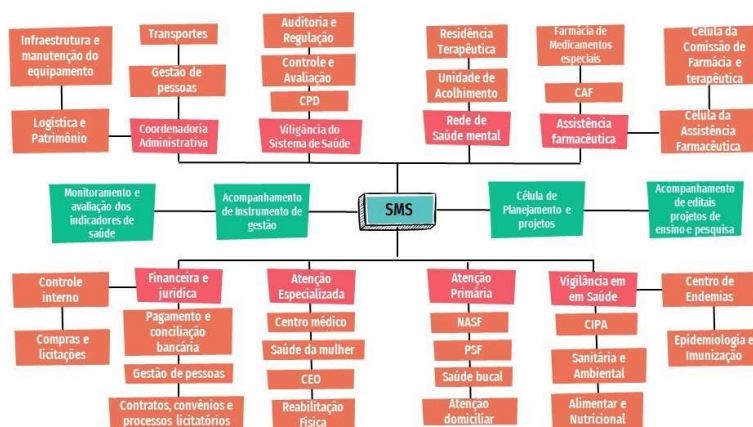 Infraestrutura e
manutenção do
equipamento
Logística e
Patrimônio
Transportes
Gestão de
pessoas
Coordenadoria
Administrativa
Auditoria e
Regulação
Controle e
Avaliação
CPD
Viligância do
Sistema de Saúde
Residência
Terapêutica
Unidade de
Acolhimento
Rede de
Saúde mental
Farmácia de
Medicamentos
especiais
CAF
Assistência
farmacêutica
Célula da
Comissão de
Farmácia e
terapêutica
Célula da
Assistência
Farmacêutica
Monitoramento e
avaliação dos
indicadores de
saúde
Acompanhamento
de Instrumento de
gestão
SMS
Célula de
Planejamento e
projetos
Acompanhamento
de editais
projetos de
ensino e pesquisa
Controle
interno
Compras e
licitações
Financeira e
jurídica
Pagamento e
conciliação
bancária
Gestão de pessoas
Contratos, convênios e
processos licitatórios
Atenção
Especializada
Centro médico
Saúde da mulher
CEO
Reabilitação
Física
Atenção
Primária
NASF
PSF
Saúde bucal
Atenção
domiciliar
Vigilância em
em Saúde
CIPA
Sanitária e
Ambiental
Alimentar e
Nutricional
Centro de
Endemias
Epidemiologia e
Imunização